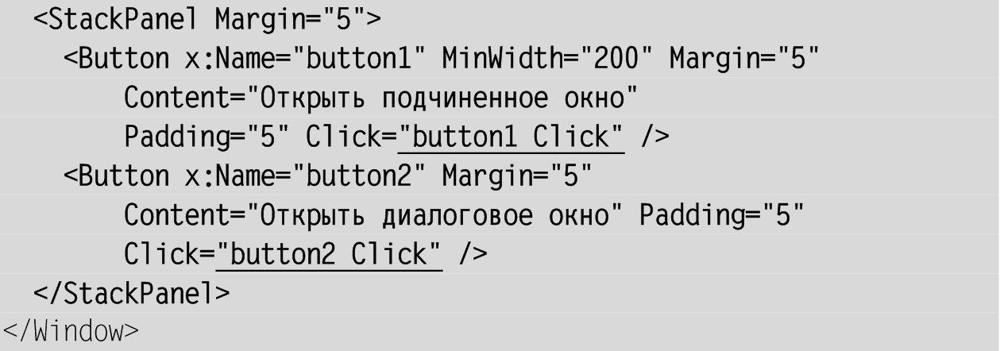 <StackPanel Margin="5">
<Button x:Name="button1" MinWidth="200" Margin="5"
Content="Открыть подчиненное окно"
Padding="5" Click="button1 Click" />
<Button x:Name="button2" Margin="5"
Content="Открыть диалоговое окно" Padding="5"
Click="button2 Click" />
</StackPanel>
</Window>